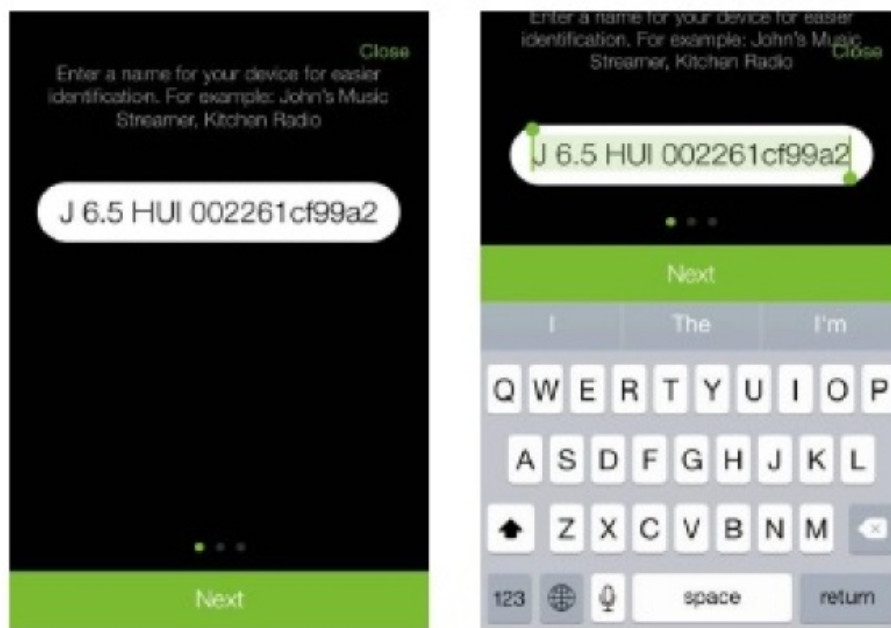 Close
Enter a name for your device for easier
identification. For example: John's Music
Streamer, Kitchen Radio
J 6.5 HUI 002261cf99a2
Next
Enter a name for your device for easier
identification. For example: John's Music
Close
Streamer, Kitchen Radio
J 6.5 HUI 002261cf99a2
Next
I The I'm
Q W E R T Y U I O P
A S D F G H J K L
Z X C V B N M
123 space return